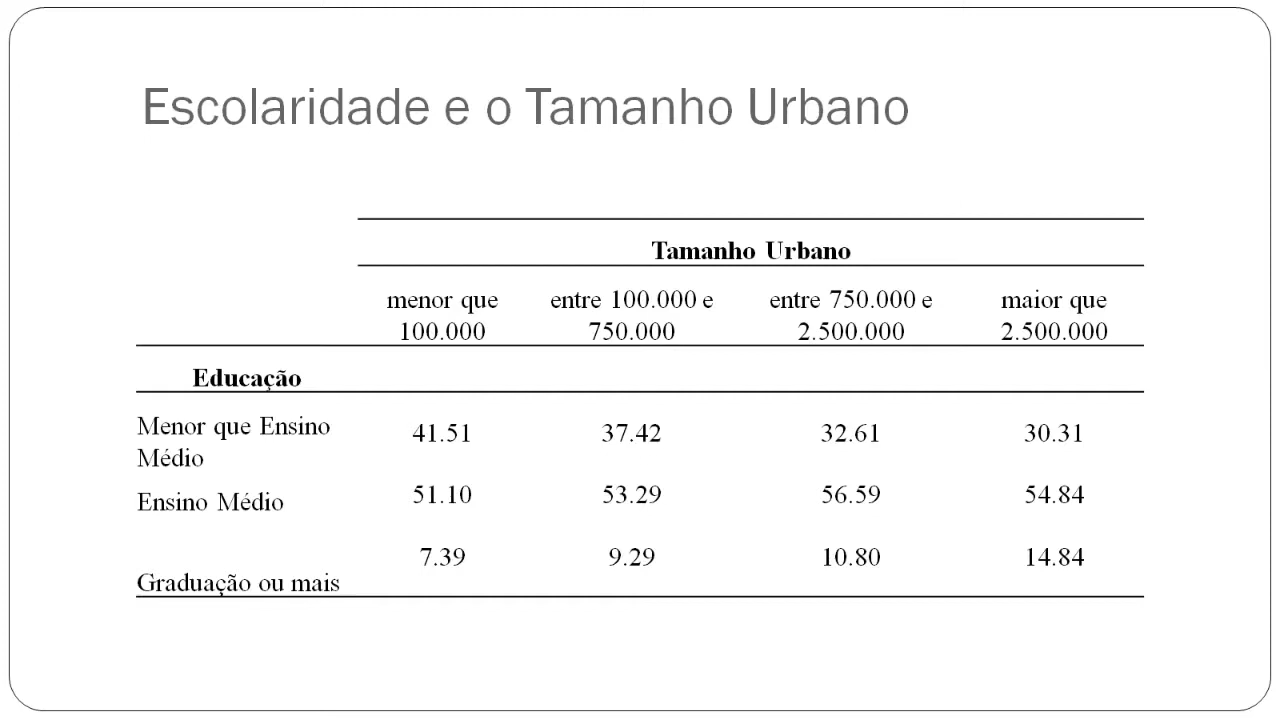 Escolaridade e o Tamanho Urbano
Tamanho Urbano
menor que entre 100.000 e entre 750.000 e maior que
100.000 750.000 2.500.000 2.500.000
Educação
Menor que Ensino 41.51 37.42 32.61 30.31
Médio
Ensino Médio 51.10 53.29 56.59 54.84
7.39 9.29 10.80 14.84
Graduação ou mais